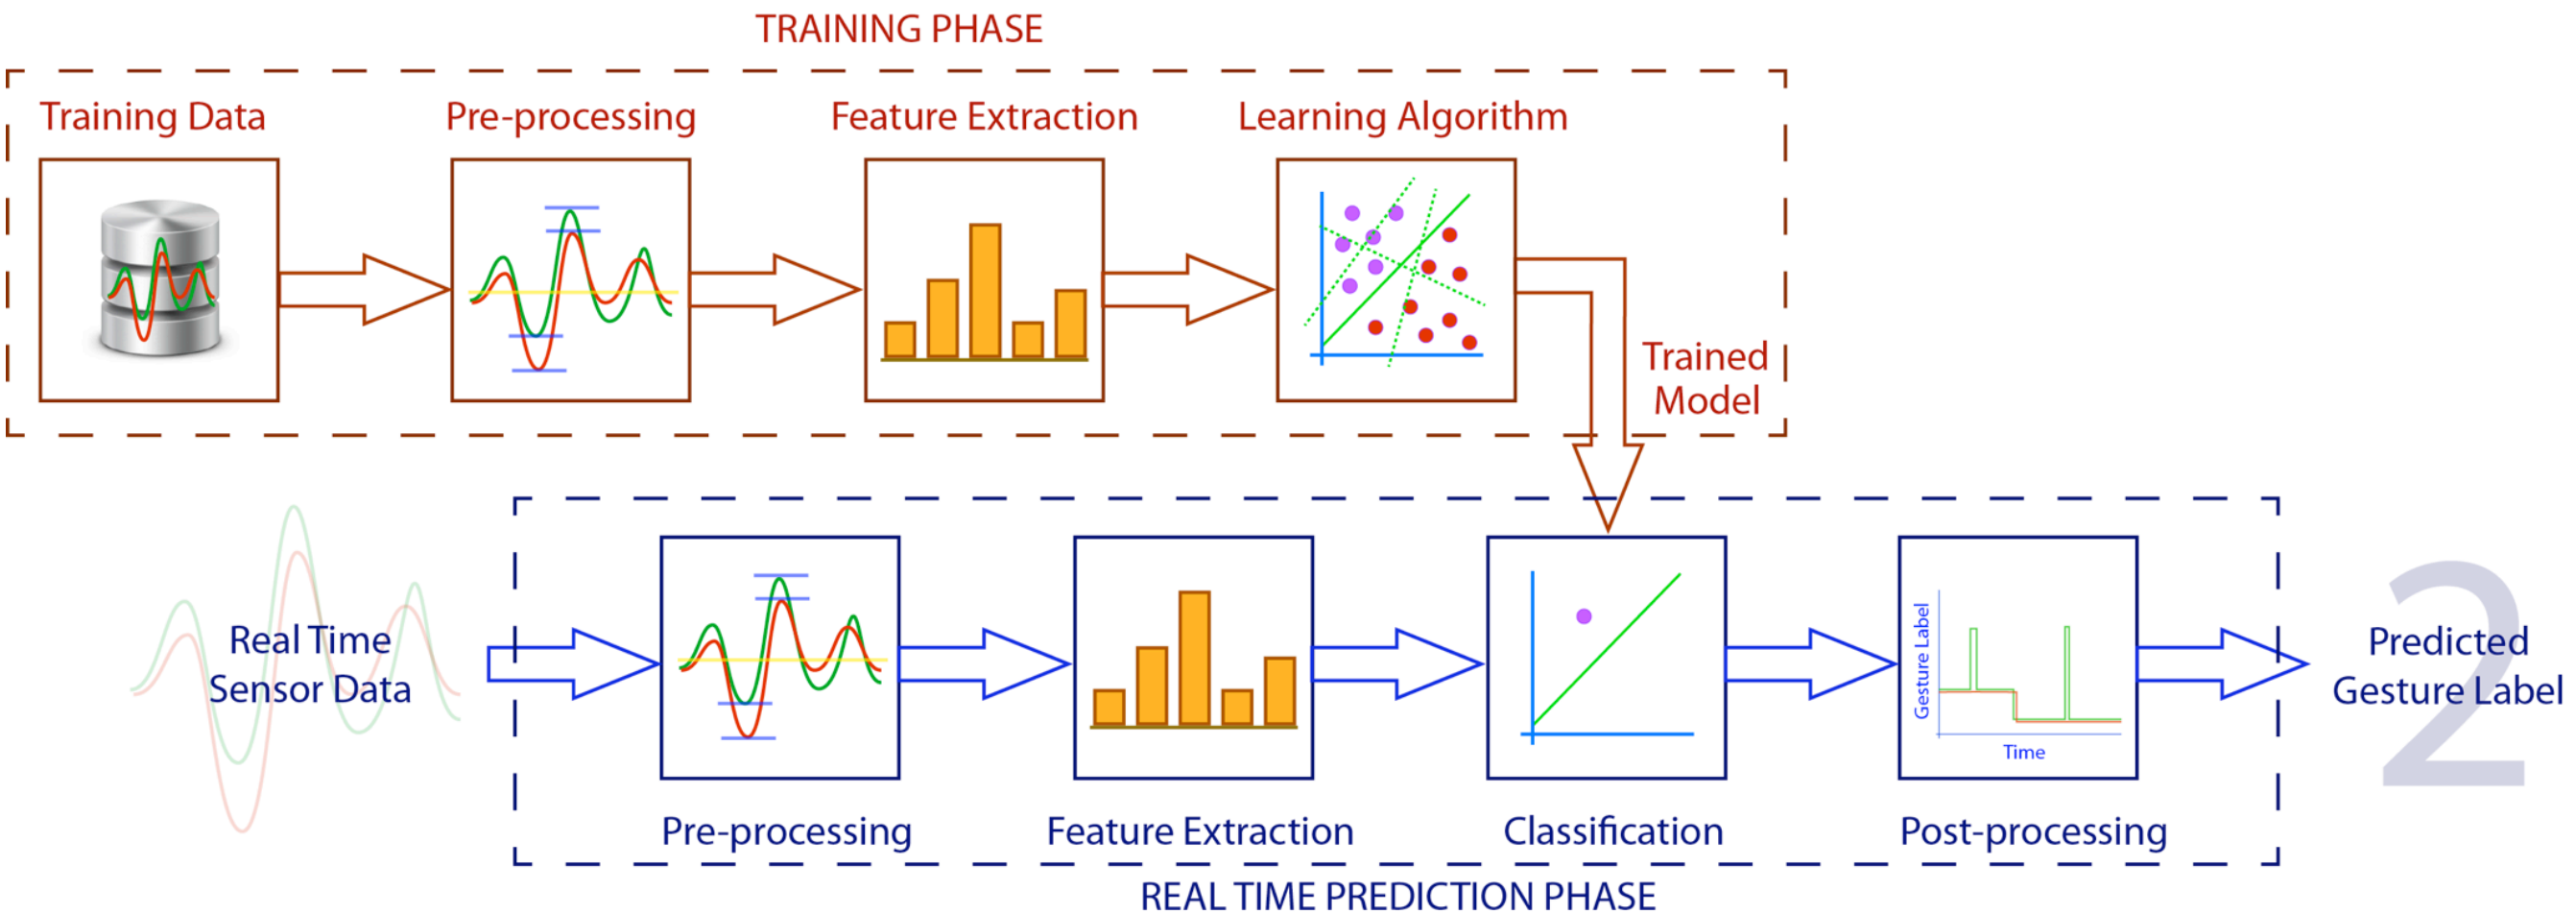 TRAINING PHASE
Training Data
Pre-processing
Feature Extraction
Learning Algorithm
Trained
Model
Real Time
Sensor Data
Gesture Label
Time
2
Predicted
Gesture Label
Pre-processing
Feature Extraction
Classification
Post-processing
REAL TIME PREDICTION PHASE